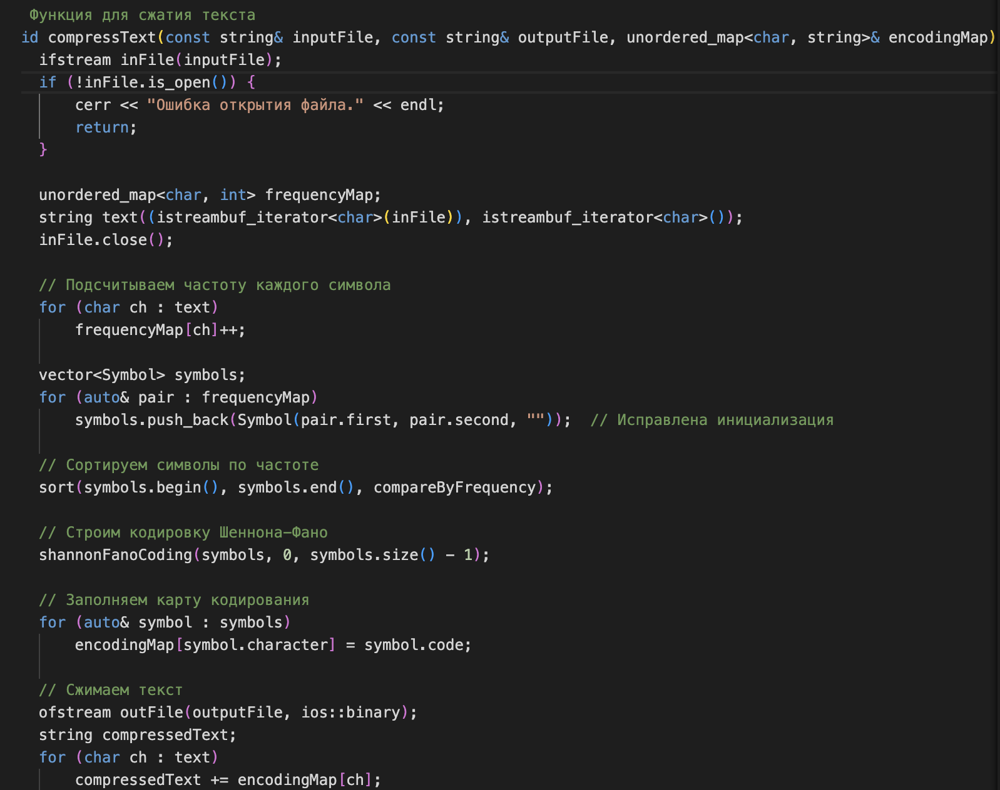 Функция для сжатия текста
id compressText(const string& inputFile, const string& outputFile, unordered_map<char, string>& encodingMap)
ifstream inFile(inputFile);
if (!inFile.is_open()) {
cerr << "Ошибка открытия файла." << endl;
return;
}
unordered_map<char, int> frequencyMap;
string text((istreambuf_iterator<char>(inFile)), istreambuf_iterator<char>());
inFile.close();
// Подсчитываем частоту каждого символа
for (char ch : text)
frequencyMap[ch]++;
vector<Symbol> symbols;
for (auto& pair : frequencyMap)
symbols.push_back(Symbol(pair.first, pair.second, ""));  // Исправлена инициализация
// Сортируем символы по частоте
sort(symbols.begin(), symbols.end(), compareByFrequency);
// Строим кодировку Шеннона-Фано
shannonFanoCoding(symbols, 0, symbols.size() - 1);
// Заполняем карту кодирования
for (auto& symbol : symbols)
encodingMap[symbol.character] = symbol.code;
// Сжимаем текст
ofstream outFile(outputFile, ios::binary);
string compressedText;
for (char ch : text)
compressedText += encodingMap[ch];